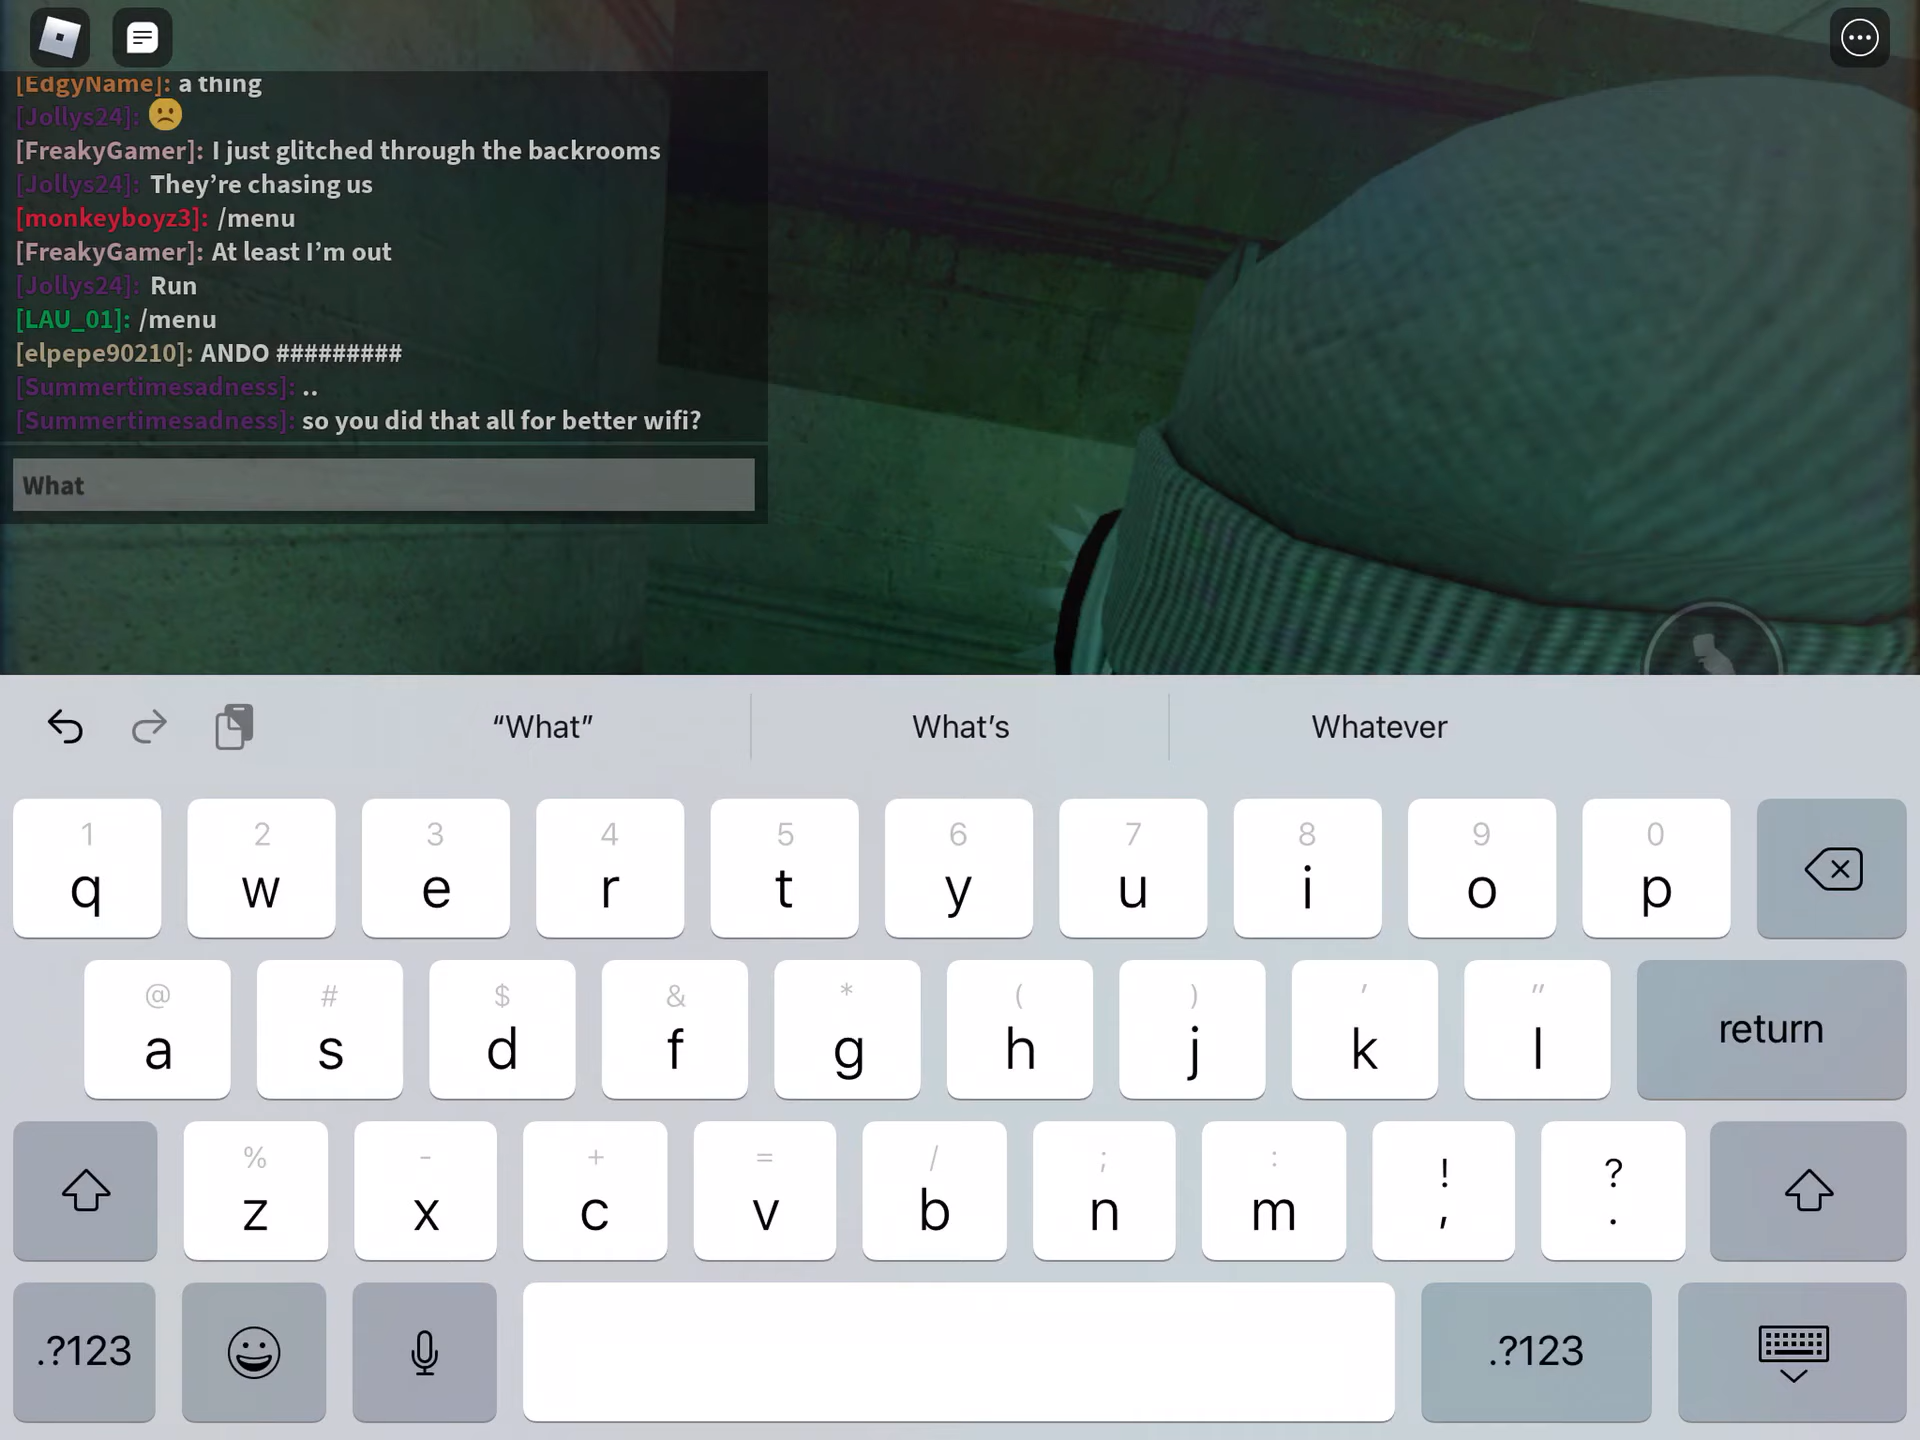 [EdgyName]: a thing
[Jollys24]: ☹️
[FreakyGamer]: I just glitched through the backrooms
[Jollys24]: They’re chasing us
[monkeyboyz3]: /menu
[FreakyGamer]: At least I’m out
[Jollys24]: Run
[LAU_01]: /menu
[elpepe90210]: ANDO #########
[Summertimesadness]: ..
[Summertimesadness]: so you did that all for better wifi?
What
“What” What’s Whatever
1 2 3 4 5 6 7 8 9 0
q w e r t y u i o p
@ # $ & * ( ) ' "
a s d f g h j k l return
% - + = / ; : ! ?
z x c v b n m , .
.?123 .?123